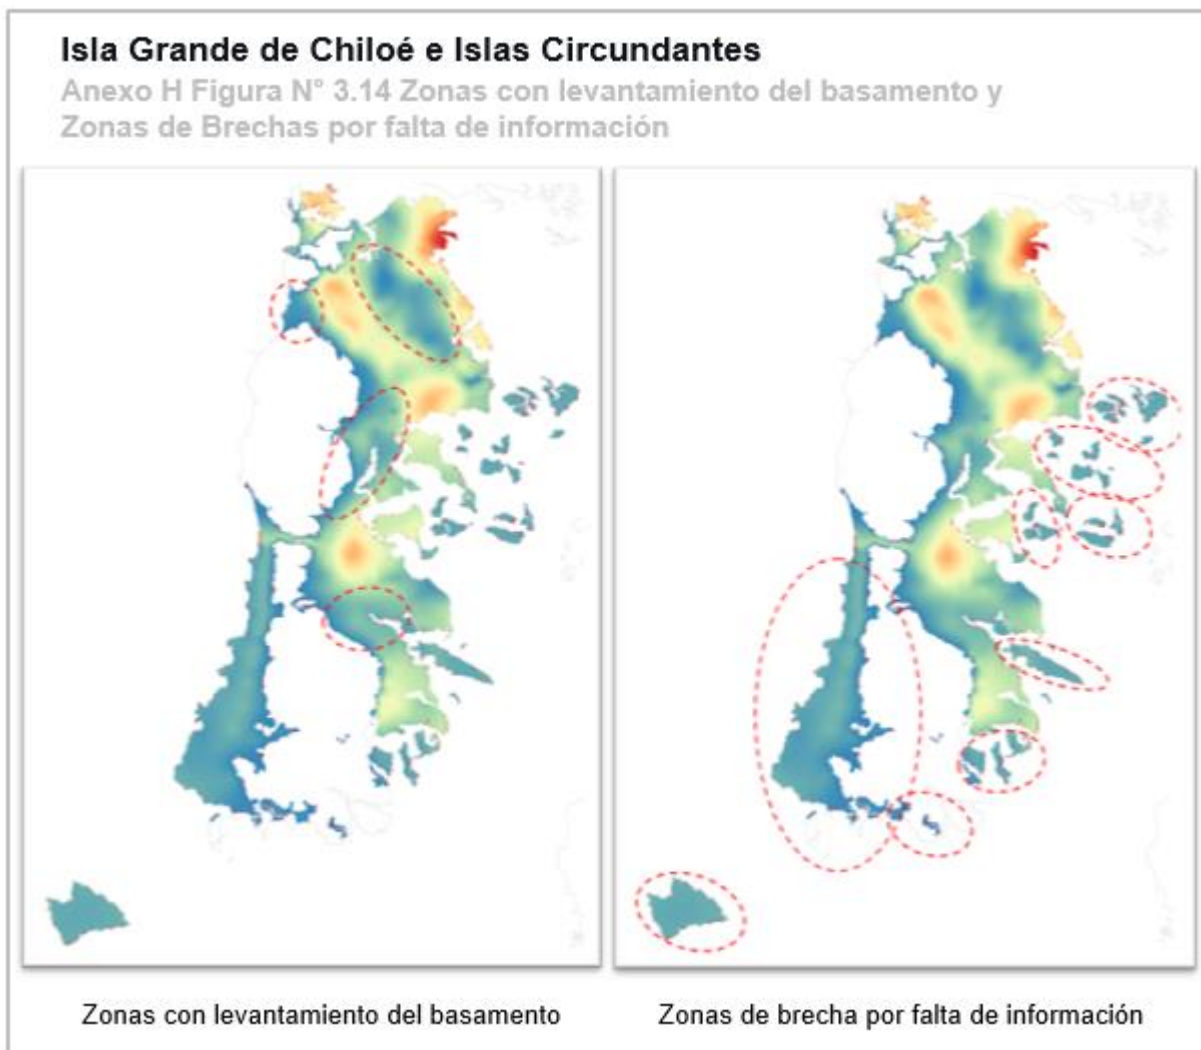 Isla Grande de Chiloé e Islas Circundantes
Anexo H Figura N° 3.14 Zonas con levantamiento del basamento y
Zonas de Brechas por falta de información
Zonas con levantamiento del basamento
Zonas de brecha por falta de información